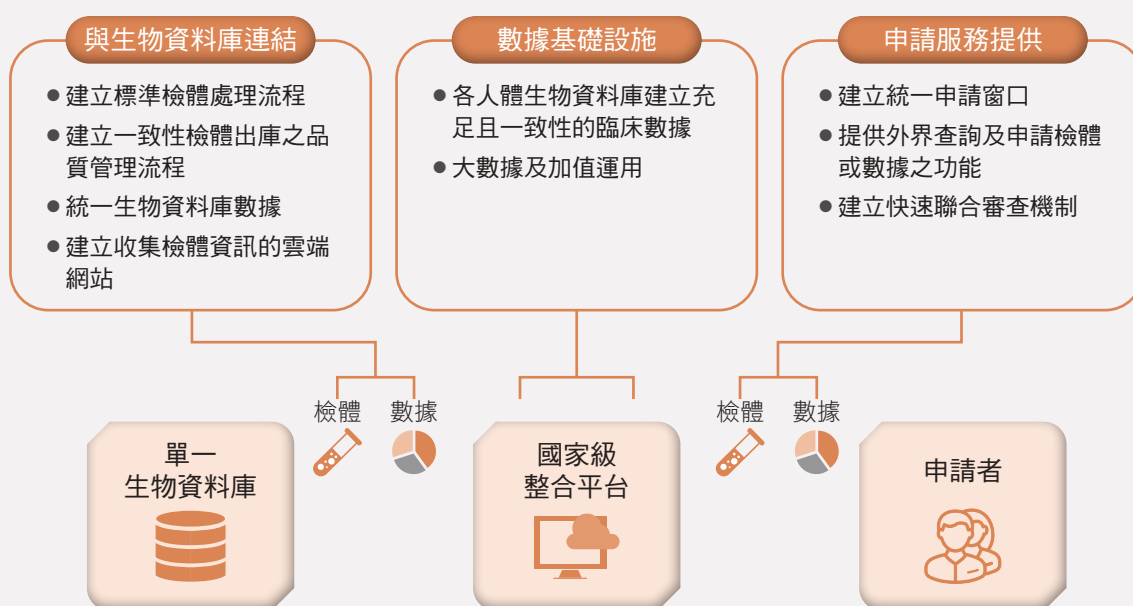 與生物資料庫連結
建立標準檢體處理流程
建立一致性檢體出庫之品
質管理流程
統一生物資料庫數據
建立收集檢體資訊的雲端
網站
數據基礎設施
各人體生物資料庫建立充
足且一致性的臨床數據
大數據及加值運用
申請服務提供
建立統一申請窗口
提供外界查詢及申請檢體
或數據之功能
建立快速聯合審查機制
檢體
數據
檢體
數據
單一
生物資料庫
國家級
整合平台
申請者